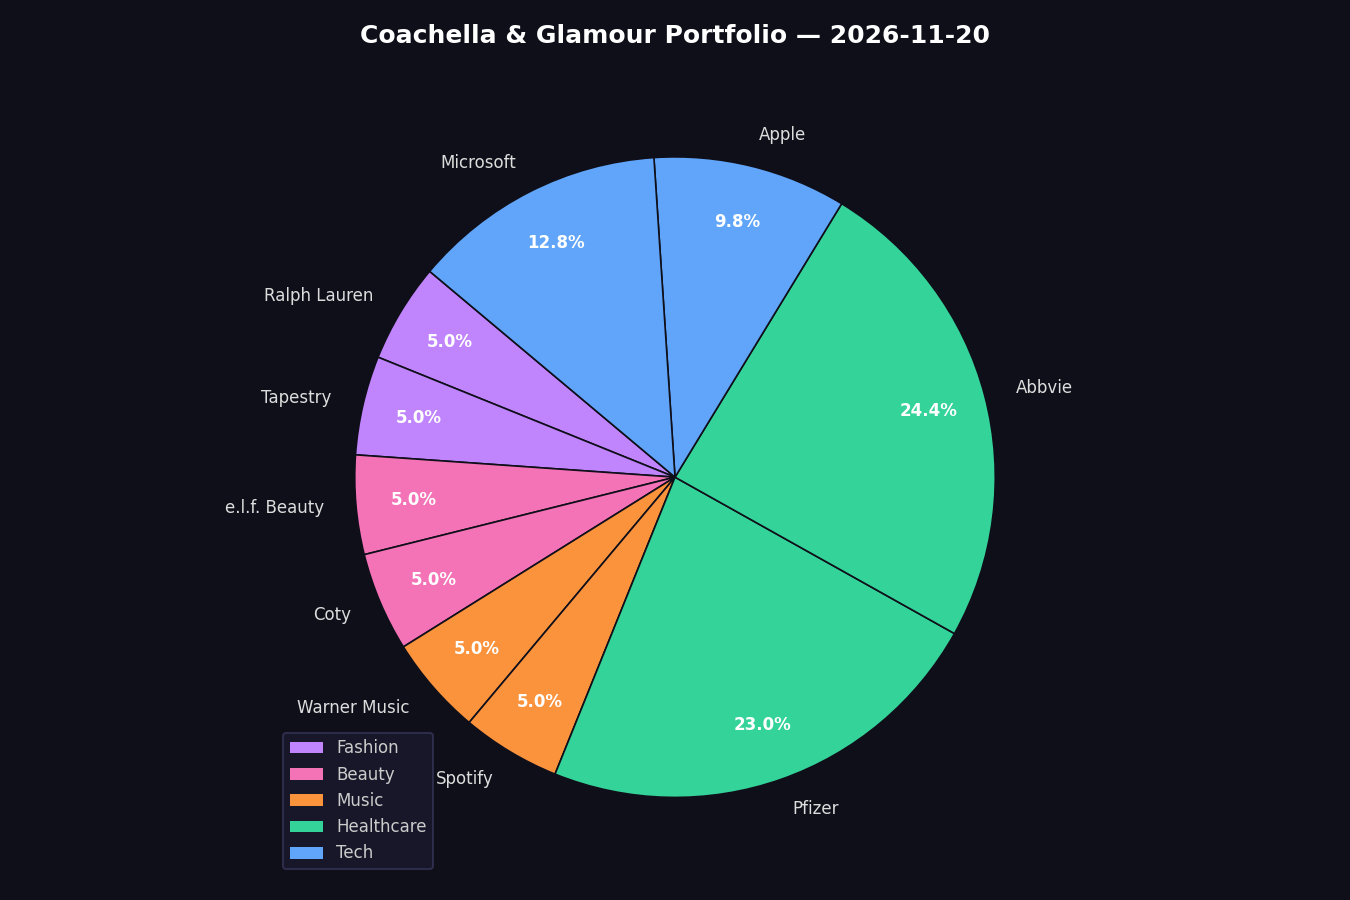 Coachella & Glamour Portfolio — 2026-11-20
Apple
Microsoft
9.8%
12.8%
Ralph Lauren
5.0%
Abbvie
24.4%
Tapestry
5.0%
e.l.f. Beauty
5.0%
Coty
5.0%
Warner Music
5.0%
Spotify
5.0%
Pfizer
23.0%
Fashion
Beauty
Music
Healthcare
Tech